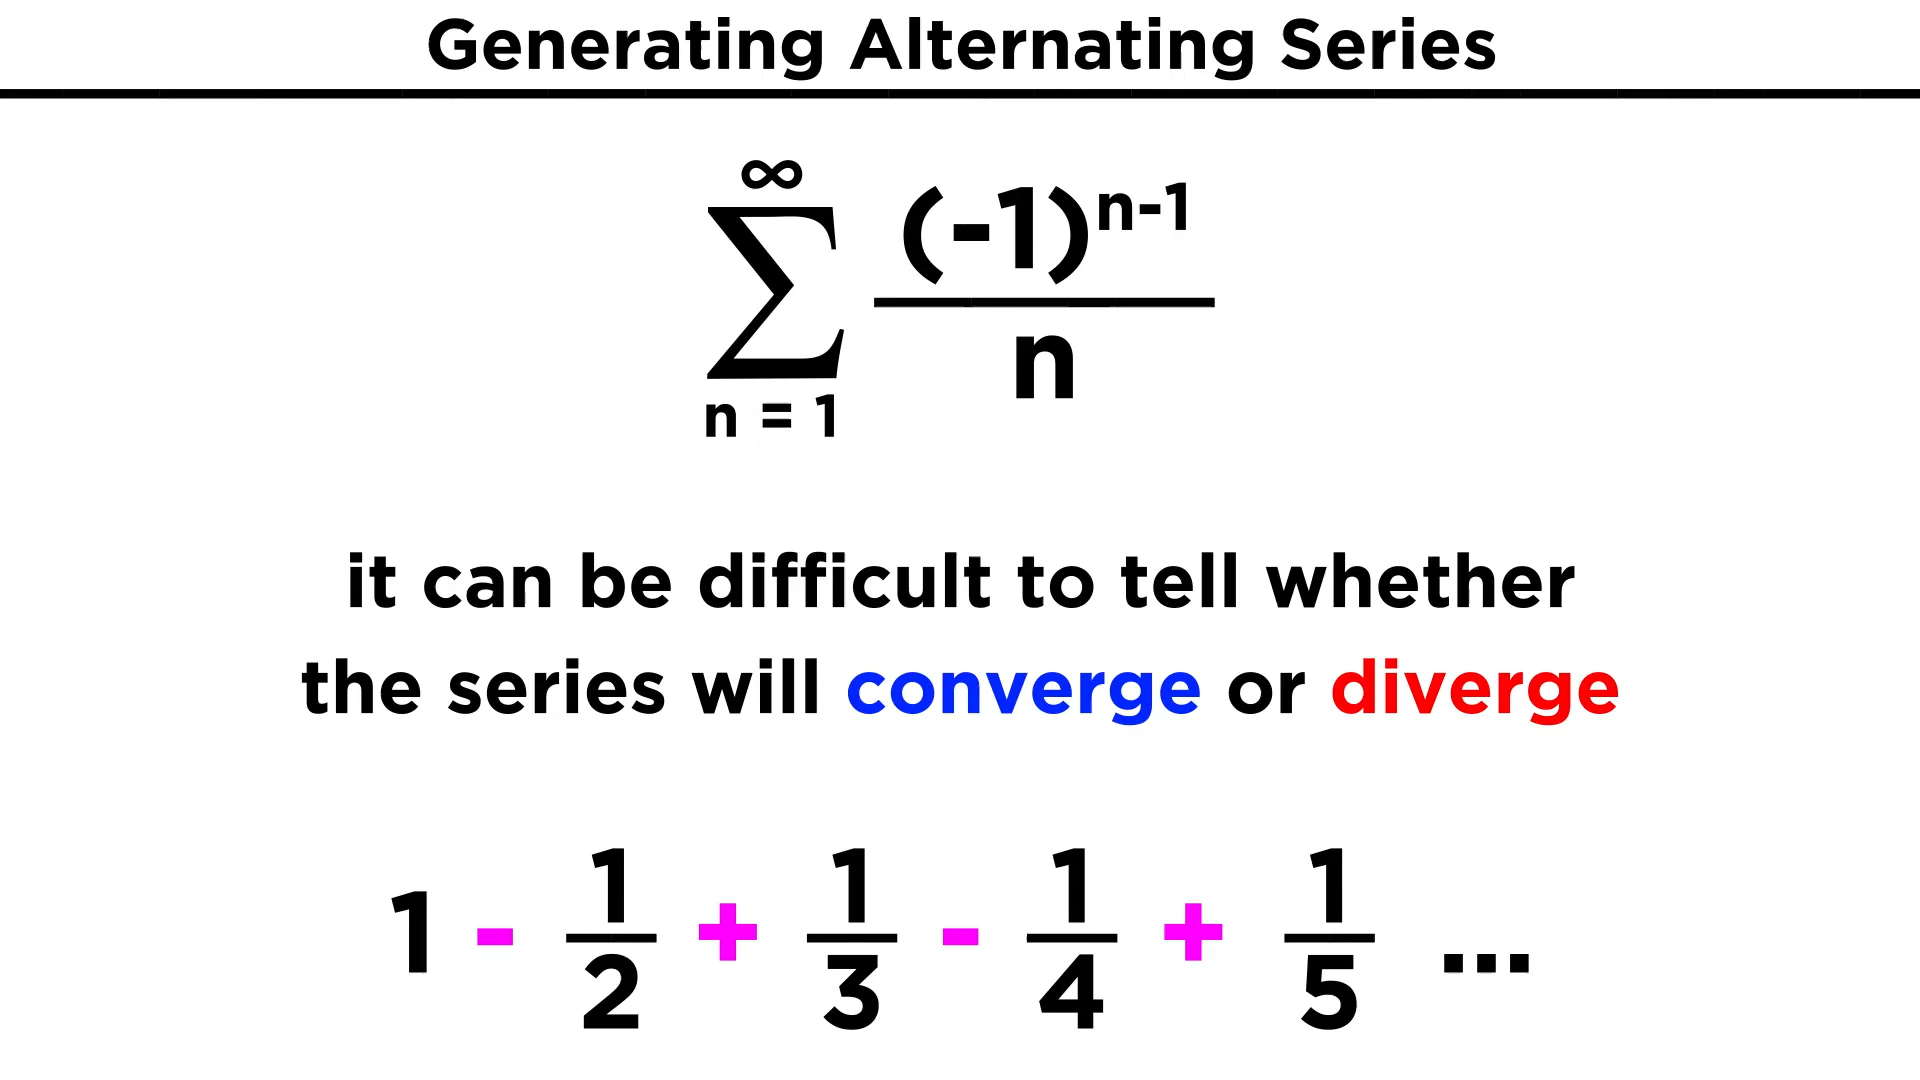 Generating Alternating Series
∞
∑ (-1)ⁿ⁻¹ / n
n = 1
it can be difficult to tell whether
the series will converge or diverge
1 - 1/2 + 1/3 - 1/4 + 1/5 ...